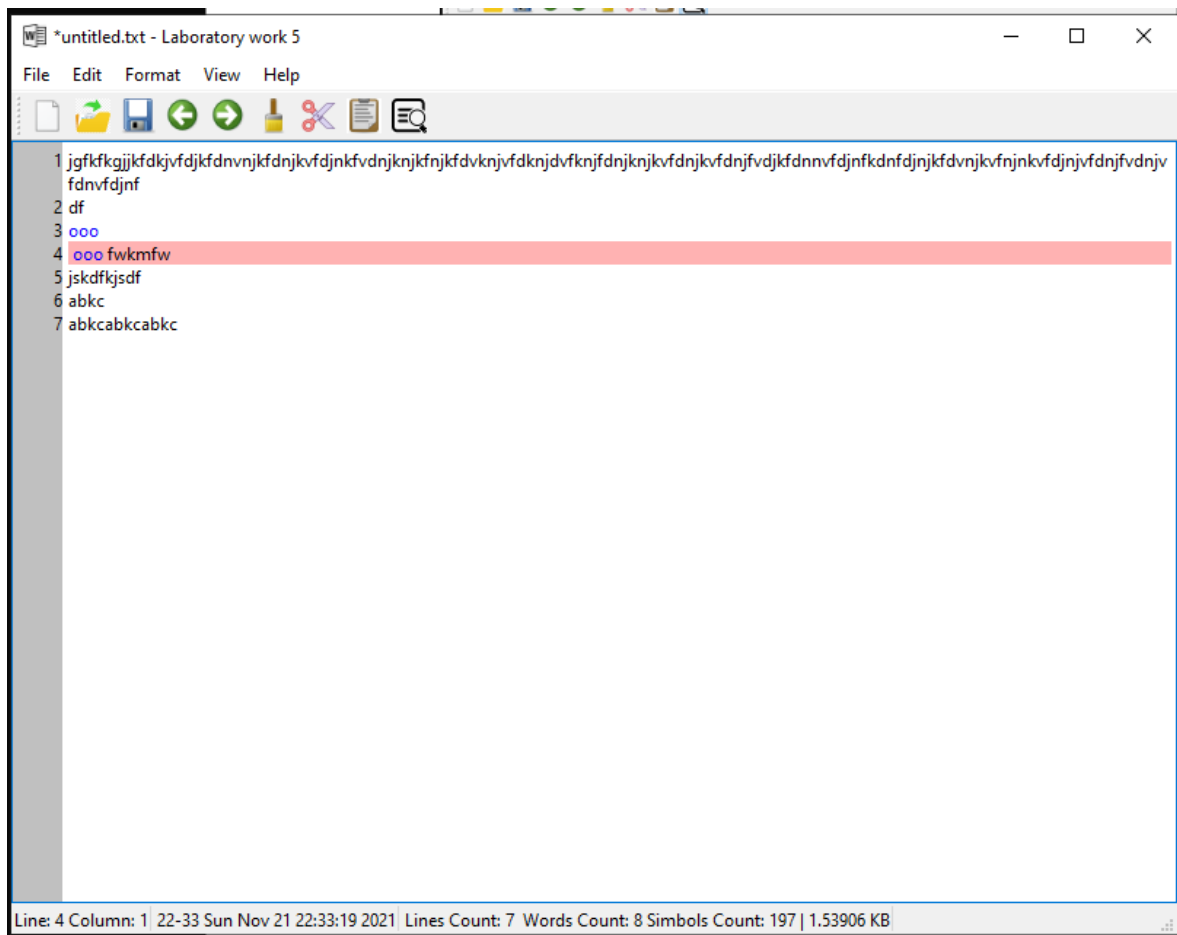 *untitled.txt - Laboratory work 5
File Edit Format View Help
1 jgfkfkgjjkfdkjvfdjkfdnvnjkfdnjkvfdjnkfvdnjknjkfnjkfdvknjvfdknjdvfknjfdnjknjkvfdnjkvfdnjfvdjkfdnnvfdjnfkdnfdjnjkfdvnjkvfnjnkvfdjnjvfdnjfvdnjv
fdnvfdjnf
2 df
3 ooo
4 ooo fwkmfw
5 jskdfkjsdf
6 abkc
7 abkcabkcabkc
Line: 4 Column: 1 22-33 Sun Nov 21 22:33:19 2021 Lines Count: 7 Words Count: 8 Simbols Count: 197 | 1.53906 KB